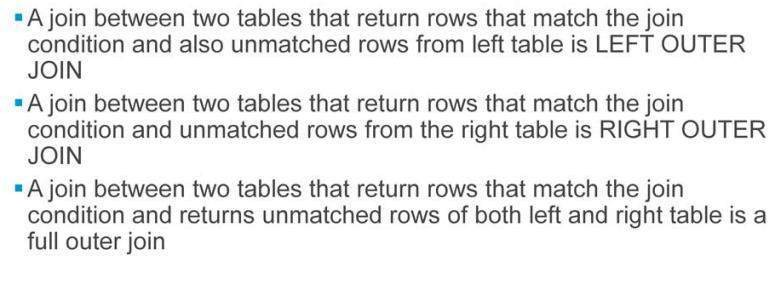 ▪ A join between two tables that return rows that match the join
condition and also unmatched rows from left table is LEFT OUTER
JOIN
▪ A join between two tables that return rows that match the join
condition and unmatched rows from the right table is RIGHT OUTER
JOIN
▪ A join between two tables that return rows that match the join
condition and returns unmatched rows of both left and right table is a
full outer join